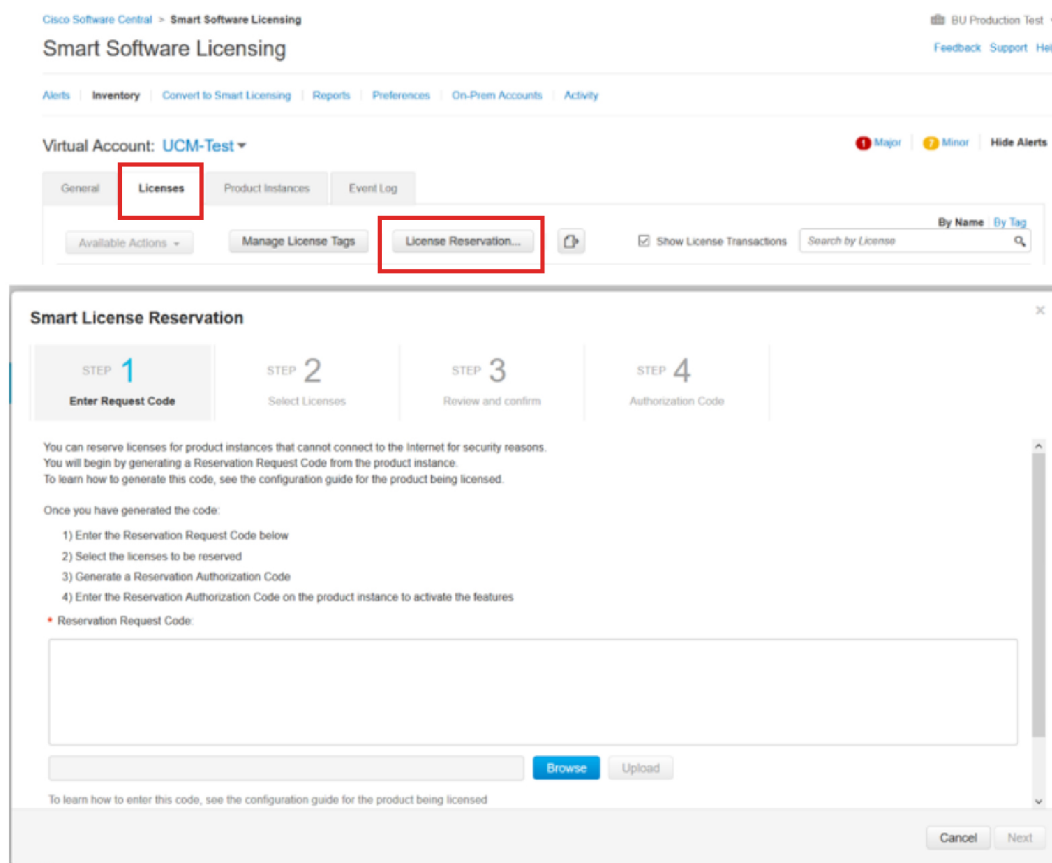 Cisco Software Central > Smart Software Licensing
BU Production Test
Smart Software Licensing
Feedback Support Hel
Alerts | Inventory | Convert to Smart Licensing | Reports | Preferences | On-Prem Accounts | Activity
Virtual Account: UCM-Test
1 Major | 7 Minor | Hide Alerts
General Licenses Product Instances Event Log
By Name | By Tag
Available Actions Manage License Tags License Reservation... Show License Transactions Search by License
Smart License Reservation
STEP 1 STEP 2 STEP 3 STEP 4
Enter Request Code Select Licenses Review and confirm Authorization Code
You can reserve licenses for product instances that cannot connect to the Internet for security reasons.
You will begin by generating a Reservation Request Code from the product instance.
To learn how to generate this code, see the configuration guide for the product being licensed.
Once you have generated the code:
1) Enter the Reservation Request Code below
2) Select the licenses to be reserved
3) Generate a Reservation Authorization Code
4) Enter the Reservation Authorization Code on the product instance to activate the features
* Reservation Request Code:
Browse Upload
To learn how to enter this code, see the configuration guide for the product being licensed
Cancel Next